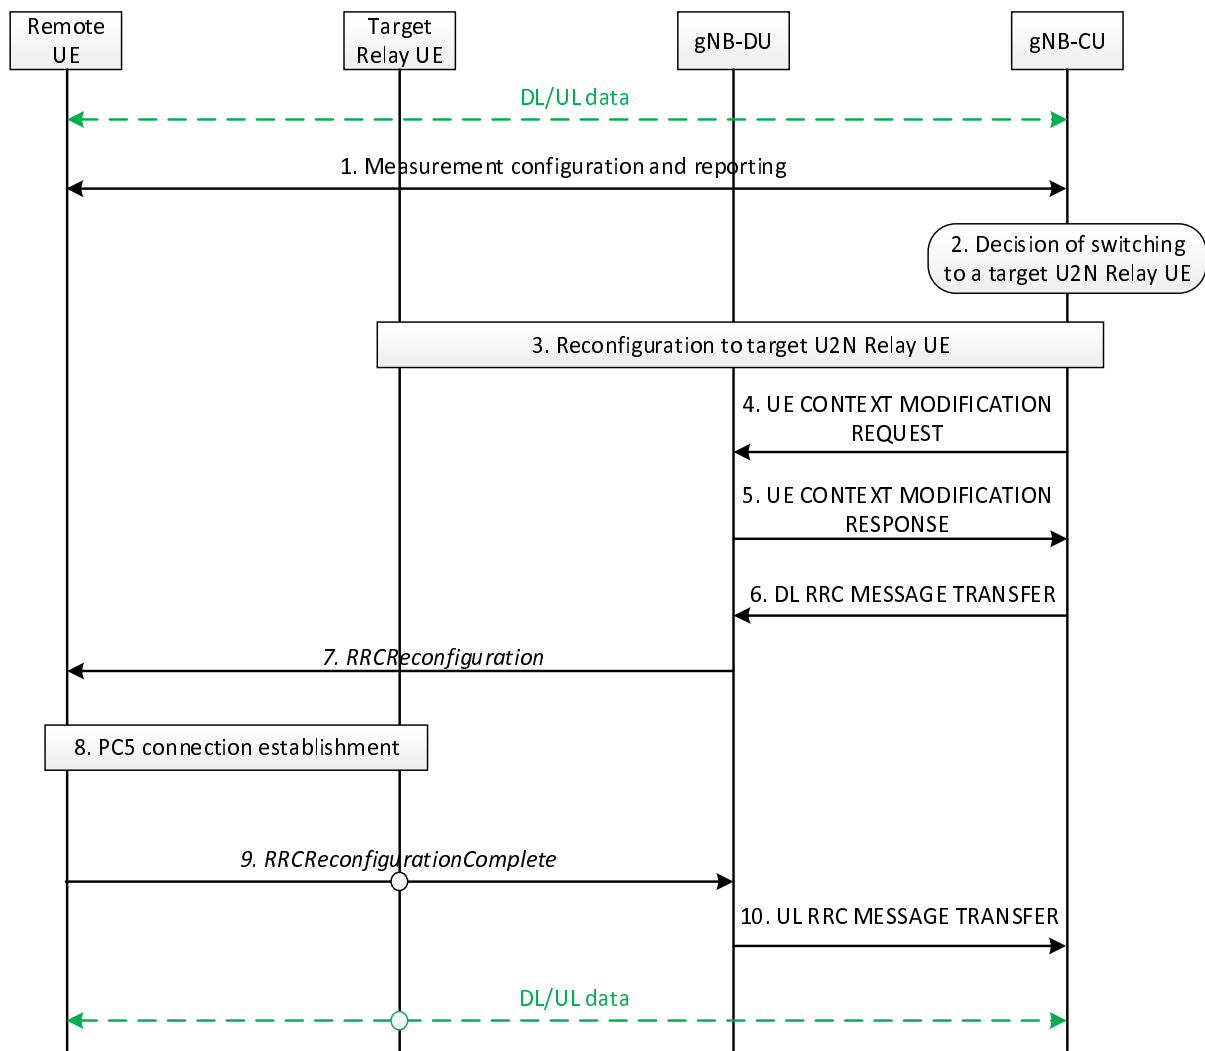 Remote
UE
Target
Relay UE
gNB-DU
gNB-CU
DL/UL data
1. Measurement configuration and reporting
2. Decision of switching
to a target U2N Relay UE
3. Reconfiguration to target U2N Relay UE
4. UE CONTEXT MODIFICATION
REQUEST
5. UE CONTEXT MODIFICATION
RESPONSE
6. DL RRC MESSAGE TRANSFER
7. RRCReconfiguration
8. PC5 connection establishment
9. RRCReconfigurationComplete
10. UL RRC MESSAGE TRANSFER
DL/UL data